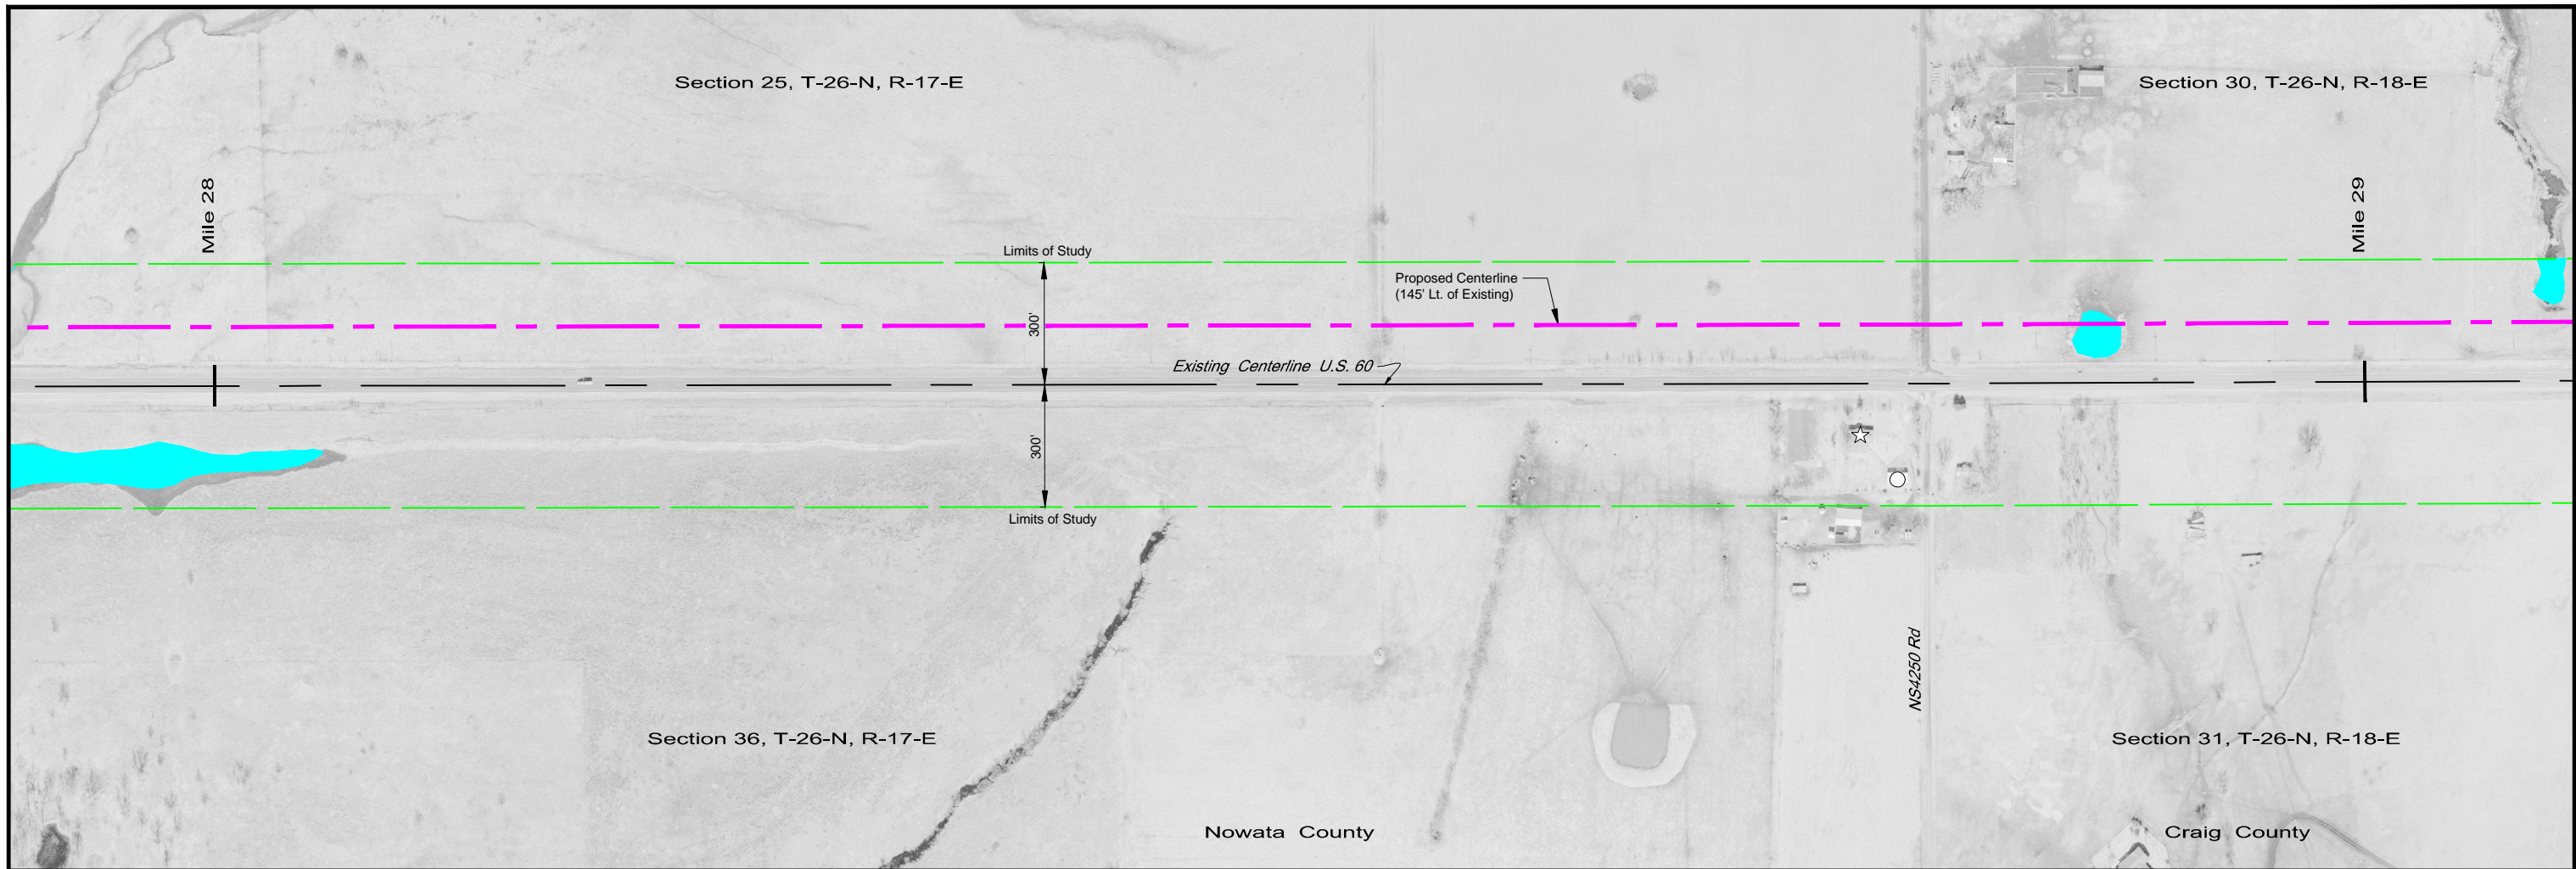 Section 25, T-26-N, R-17-E
Section 30, T-26-N, R-18-E
Mile 28
Mile 29
Limits of Study
300'
Proposed Centerline
(145' Lt. of Existing)
Existing Centerline U.S. 60
300'
Limits of Study
NS4250 Rd
Section 36, T-26-N, R-17-E
Section 31, T-26-N, R-18-E
Nowata County
Craig County